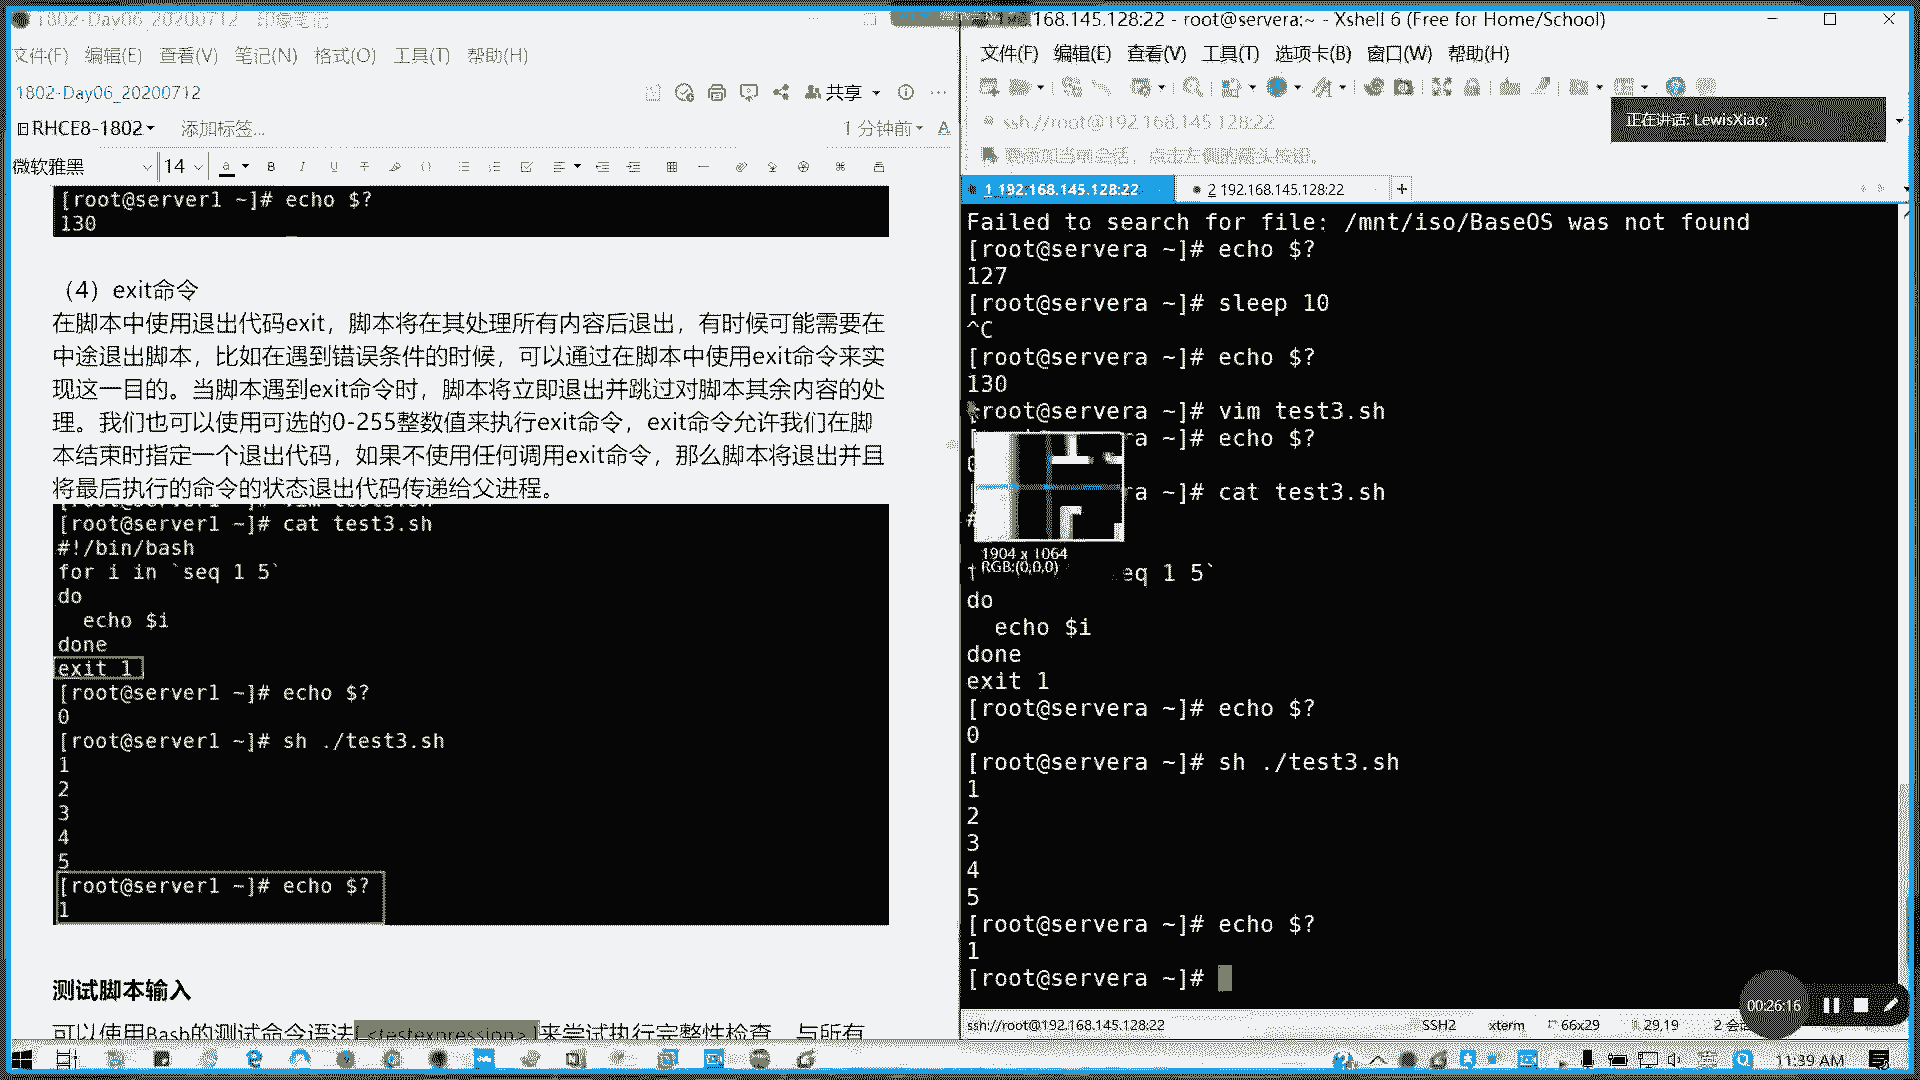 1802-Day06_20200712 - 印象笔记
文件(F) 编辑(E) 查看(V) 笔记(N) 格式(O) 工具(T) 帮助(H)
1802-Day06_20200712
共享
RHCE8-1802
添加标签...
1 分钟前
微软雅黑
14
[root@server1 ~]# echo $?
130
（4）exit命令
在脚本中使用退出代码exit，脚本将在其处理所有内容后退出，有时候可能需要在
中途退出脚本，比如在遇到错误条件的时候，可以通过在脚本中使用exit命令来实
现这一目的。当脚本遇到exit命令时，脚本将立即退出并跳过对脚本其余内容的处
理。我们也可以使用可选的0-255整数值来执行exit命令，exit命令允许我们在脚
本结束时指定一个退出代码，如果不使用任何调用exit命令，那么脚本将退出并且
将最后执行的命令的状态退出代码传递给父进程。
[root@server1 ~]# cat test3.sh
#!/bin/bash
for i in `seq 1 5`
do
  echo $i
done
exit 1
[root@server1 ~]# echo $?
0
[root@server1 ~]# sh ./test3.sh
1
2
3
4
5
[root@server1 ~]# echo $?
1
测试脚本输入
可以使用Bash的测试命令语法[ <testexpression> ]来尝试执行完整性检查，与所有
.168.145.128:22 - root@servera:~ - Xshell 6 (Free for Home/School)
文件(F) 编辑(E) 查看(V) 工具(T) 选项卡(B) 窗口(W) 帮助(H)
ssh://root@192.168.145.128:22
正在讲话: LewisXiao;
要添加当前会话，点击左侧的箭头按钮。
1 192.168.145.128:22
2 192.168.145.128:22
Failed to search for file: /mnt/iso/BaseOS was not found
[root@servera ~]# echo $?
127
[root@servera ~]# sleep 10
^C
[root@servera ~]# echo $?
130
root@servera ~]# vim test3.sh
ra ~]# echo $?
ra ~]# cat test3.sh
1904 x 1064
RGB:(0,0,0)
eq 1 5`
do
  echo $i
done
exit 1
[root@servera ~]# echo $?
0
[root@servera ~]# sh ./test3.sh
1
2
3
4
5
[root@servera ~]# echo $?
1
[root@servera ~]#
00:26:16
ssh://root@192.168.145.128:22
SSH2
xterm
66x29
29,19
2 会
英
11:39 AM